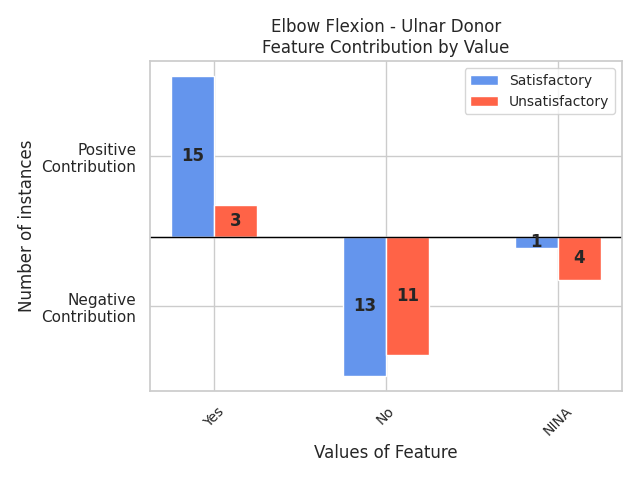 Elbow Flexion - Ulnar Donor
Feature Contribution by Value
Satisfactory
Unsatisfactory
Positive
Contribution
Negative
Contribution
Number of instances
15
3
13
11
1
4
Yes
No
NINA
Values of Feature